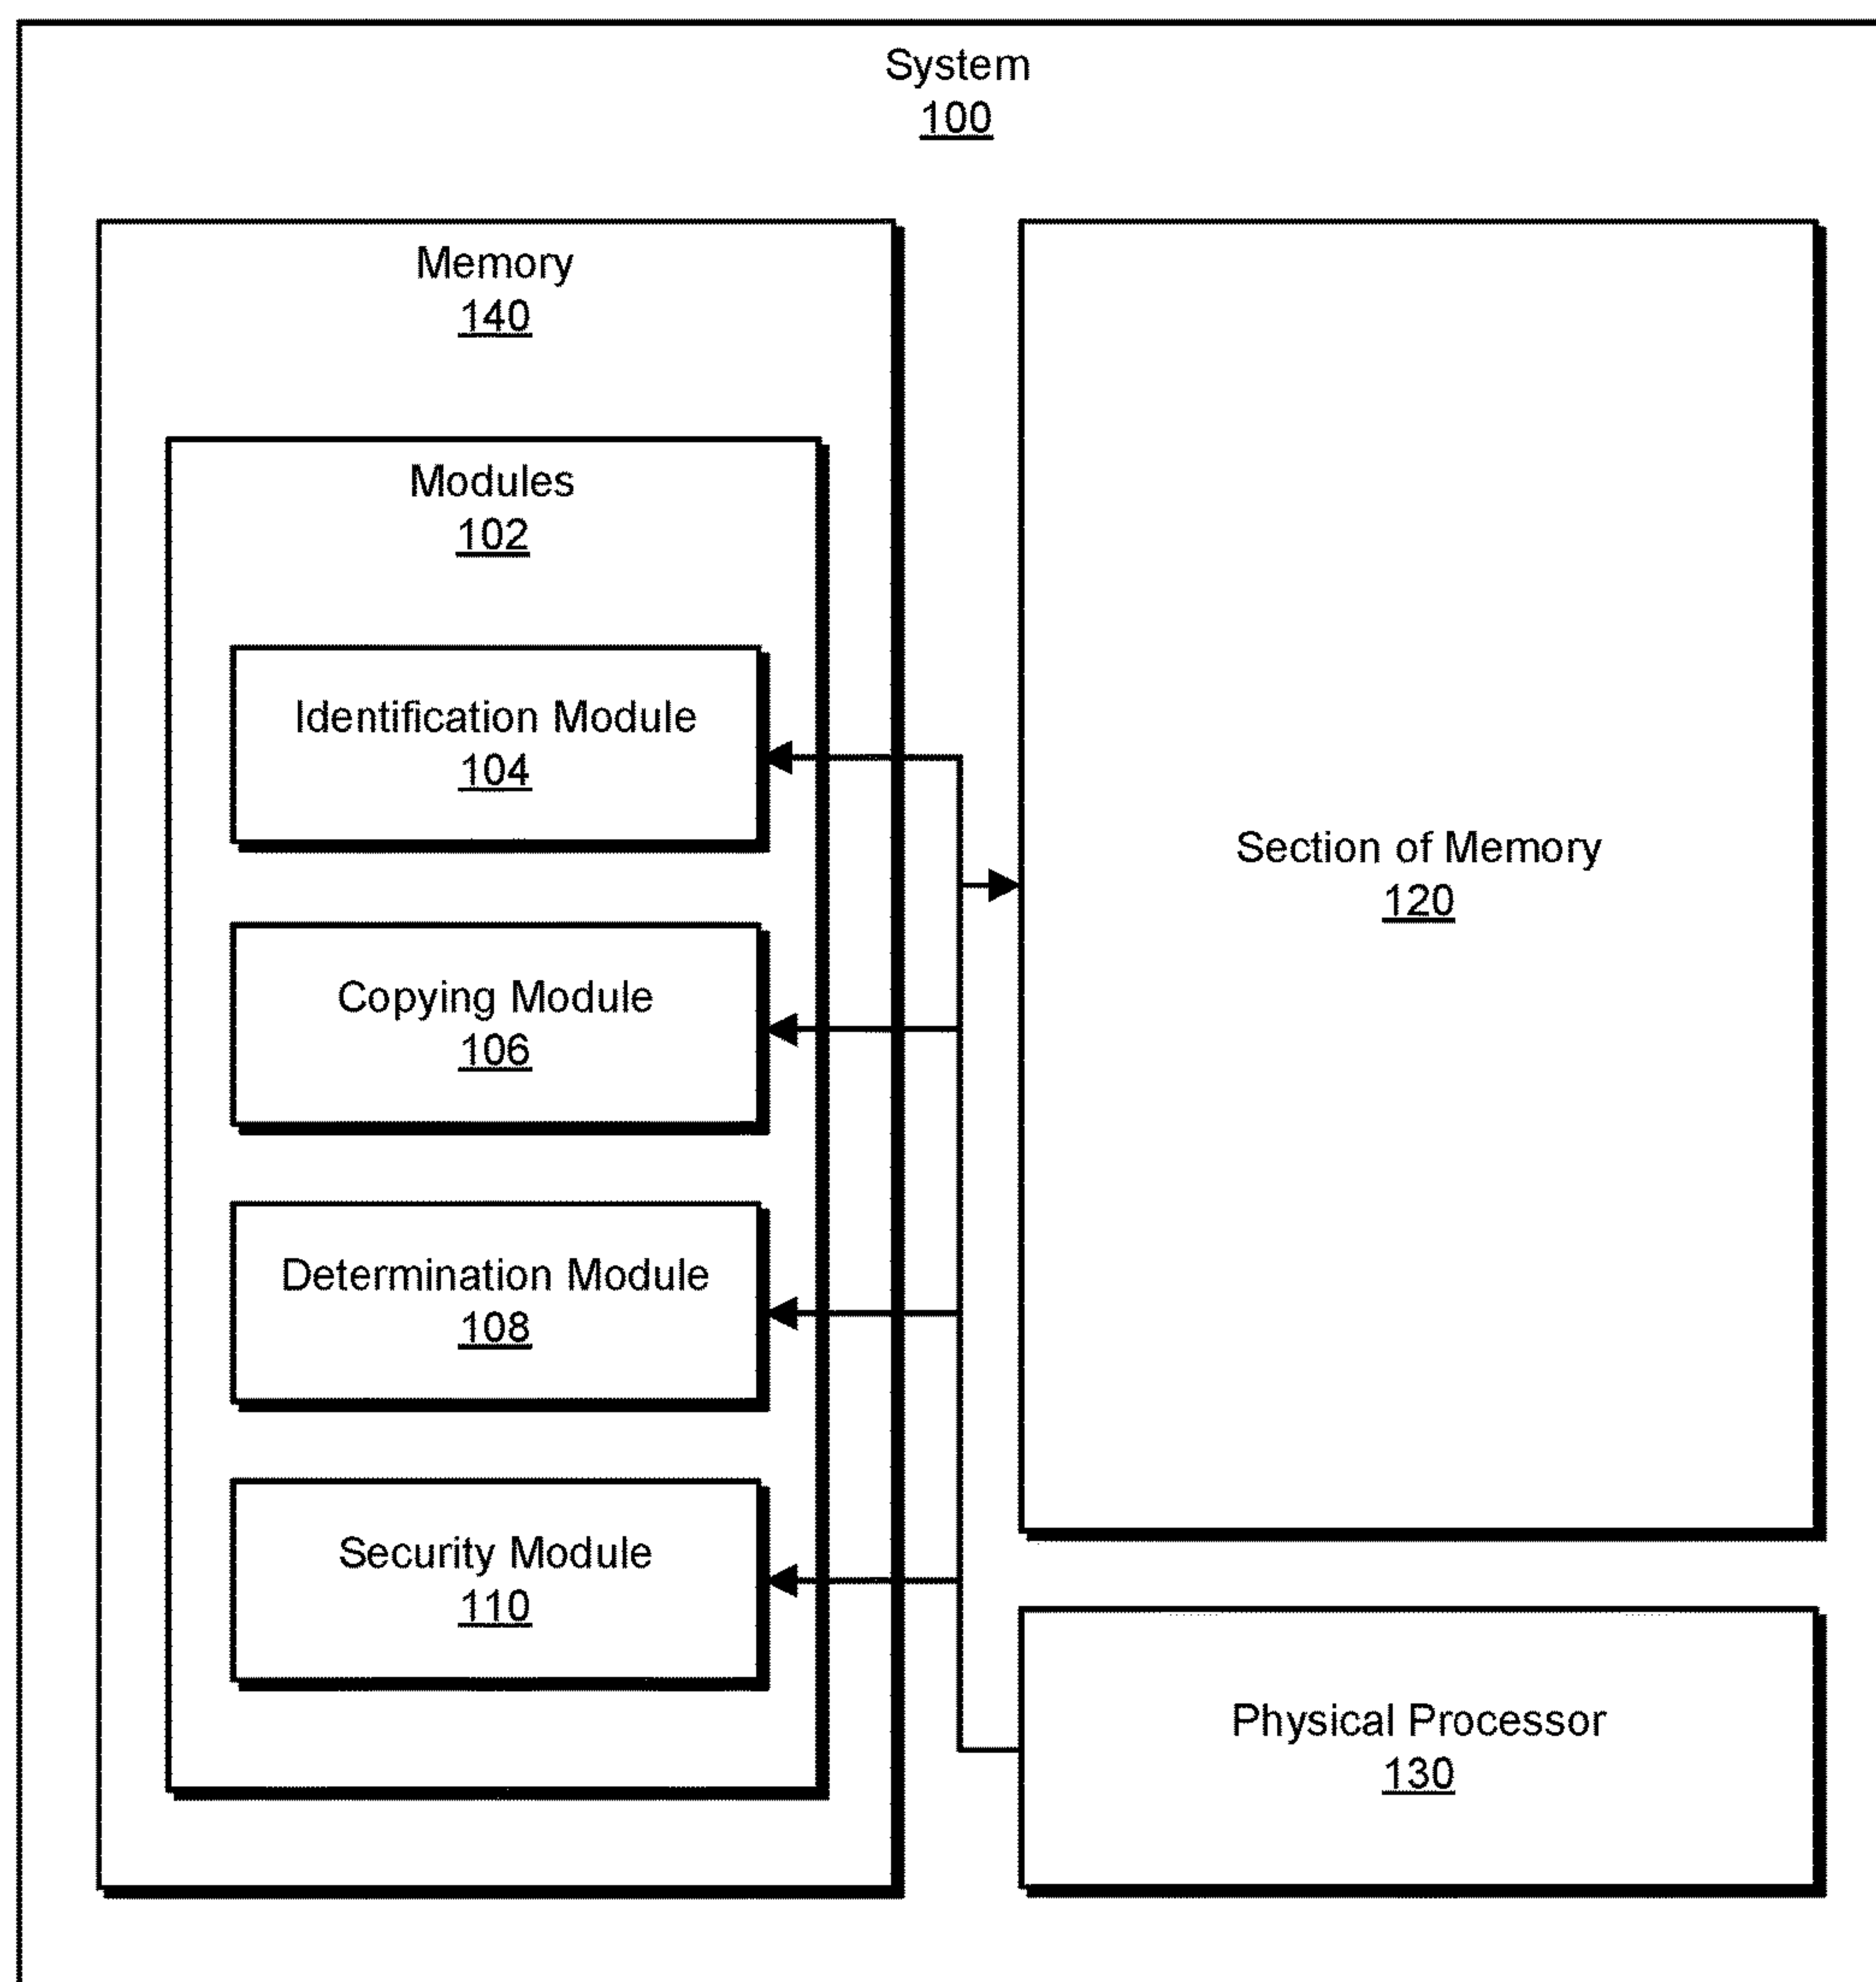 System
100
Memory
140
Modules
102
Identification Module
104
Copying Module
106
Determination Module
108
Security Module
110
Section of Memory
120
Physical Processor
130